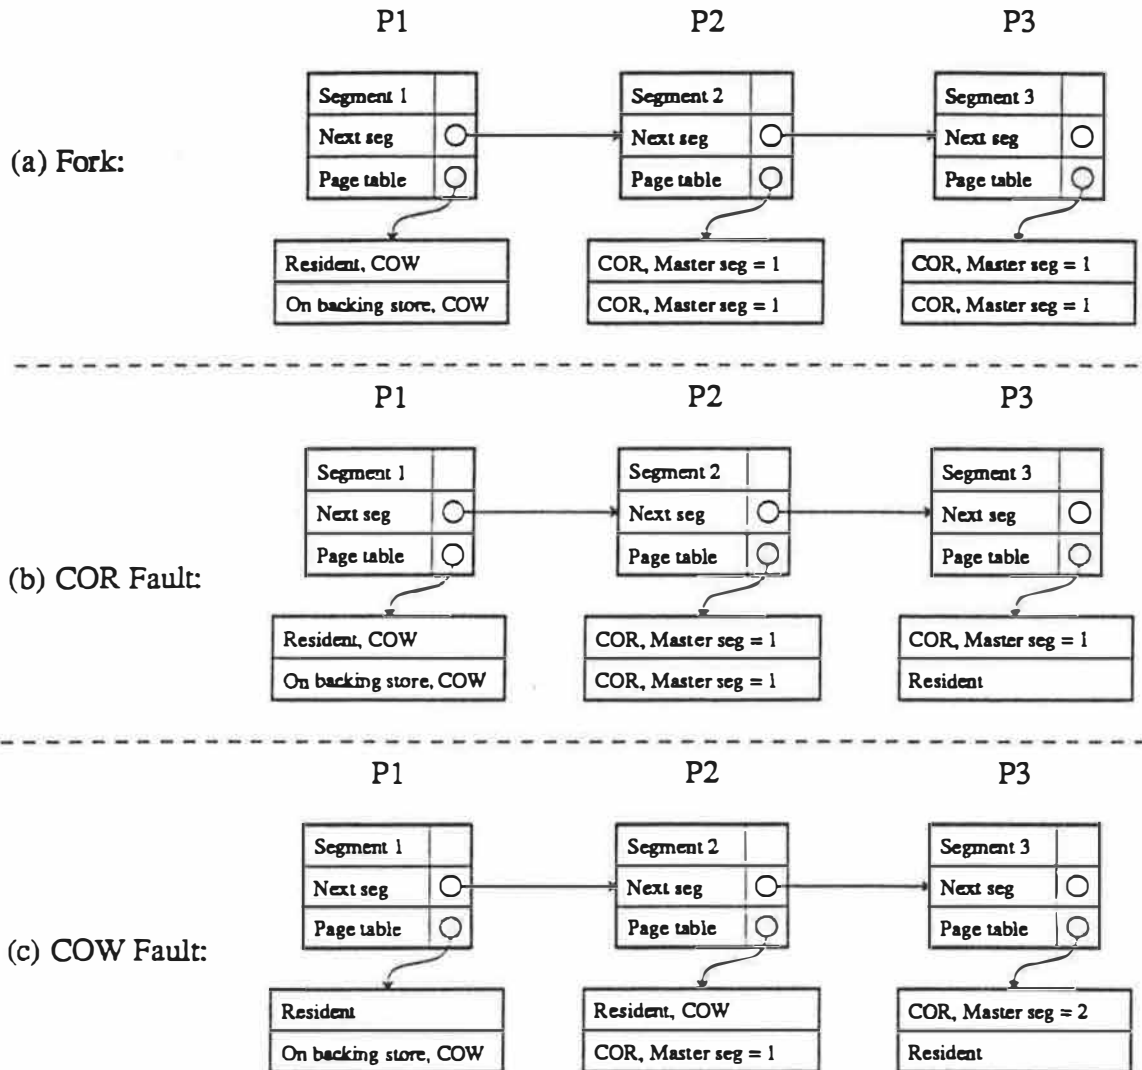 P1 P2 P3
Segment 1 Segment 2 Segment 3
Next seg Next seg Next seg
(a) Fork:
Page table Page table Page table
Resident, COW COR, Master seg = 1 COR, Master seg = 1
On backing store, COW COR, Master seg = 1 COR, Master seg = 1
P1 P2 P3
Segment 1 Segment 2 Segment 3
Next seg Next seg Next seg
Page table Page table Page table
(b) COR Fault:
Resident, COW COR, Master seg = 1 COR, Master seg = 1
On backing store, COW COR, Master seg = 1 Resident
P1 P2 P3
Segment 1 Segment 2 Segment 3
Next seg Next seg Next seg
Page table Page table Page table
(c) COW Fault:
Resident Resident, COW COR, Master seg = 2
On backing store, COW COR, Master seg = 1 Resident